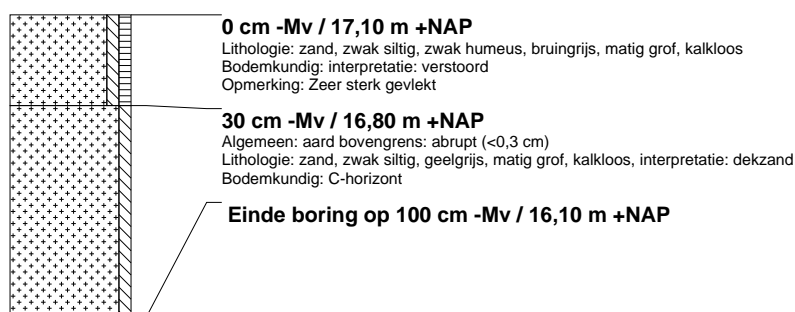 0 cm -Mv / 17,10 m +NAP
Lithologie: zand, zwak siltig, zwak humeus, bruingrijs, matig grof, kalkloos
Bodemkundig: interpretatie: verstoord
Opmerking: Zeer sterk gevlekt
30 cm -Mv / 16,80 m +NAP
Algemeen: aard bovengrens: abrupt (<0,3 cm)
Lithologie: zand, zwak siltig, geelgrijs, matig grof, kalkloos, interpretatie: dekzand
Bodemkundig: C-horizont
Einde boring op 100 cm -Mv / 16,10 m +NAP